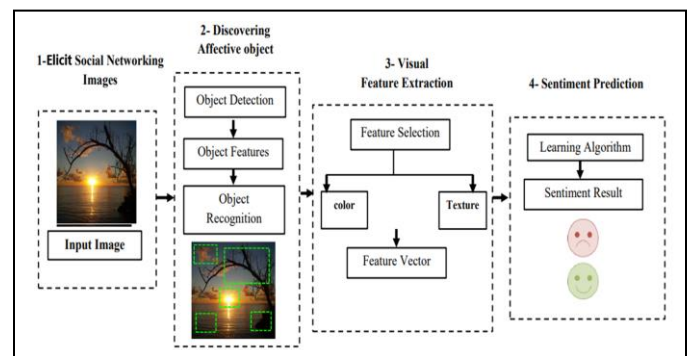 1-Elicit Social Networking
Images
Input Image
2- Discovering
Affective object
Object Detection
Object Features
Object
Recognition
3- Visual
Feature Extraction
Feature Selection
color
Texture
Feature Vector
4- Sentiment Prediction
Learning Algorithm
Sentiment Result